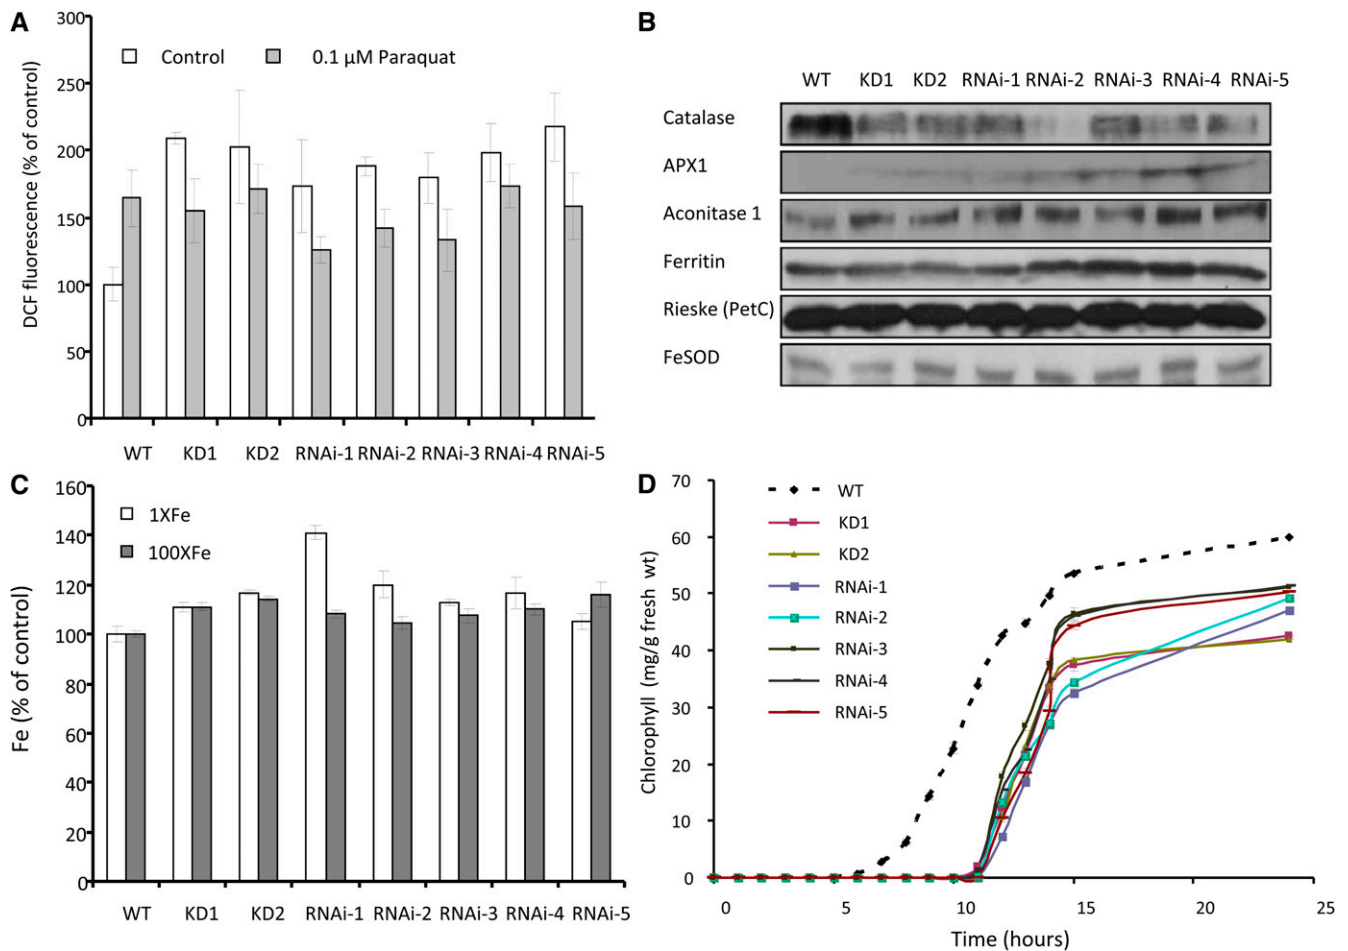 A
300
250
200
150
100
50
0
DCF fluorescence (% of control)
Control
0.1 µM Paraquat
WT KD1 KD2 RNAi-1 RNAi-2 RNAi-3 RNAi-4 RNAi-5
B
WT KD1 KD2 RNAi-1 RNAi-2 RNAi-3 RNAi-4 RNAi-5
Catalase
APX1
Aconitase 1
Ferritin
Rieske (PetC)
FeSOD
C
160
140
120
100
80
60
40
20
0
Fe (% of control)
1XFe
100XFe
WT KD1 KD2 RNAi-1 RNAi-2 RNAi-3 RNAi-4 RNAi-5
D
70
60
50
40
30
20
10
0
Chlorophyll (mg/g fresh wt)
WT
KD1
KD2
RNAi-1
RNAi-2
RNAi-3
RNAi-4
RNAi-5
0 5 10 15 20 25
Time (hours)